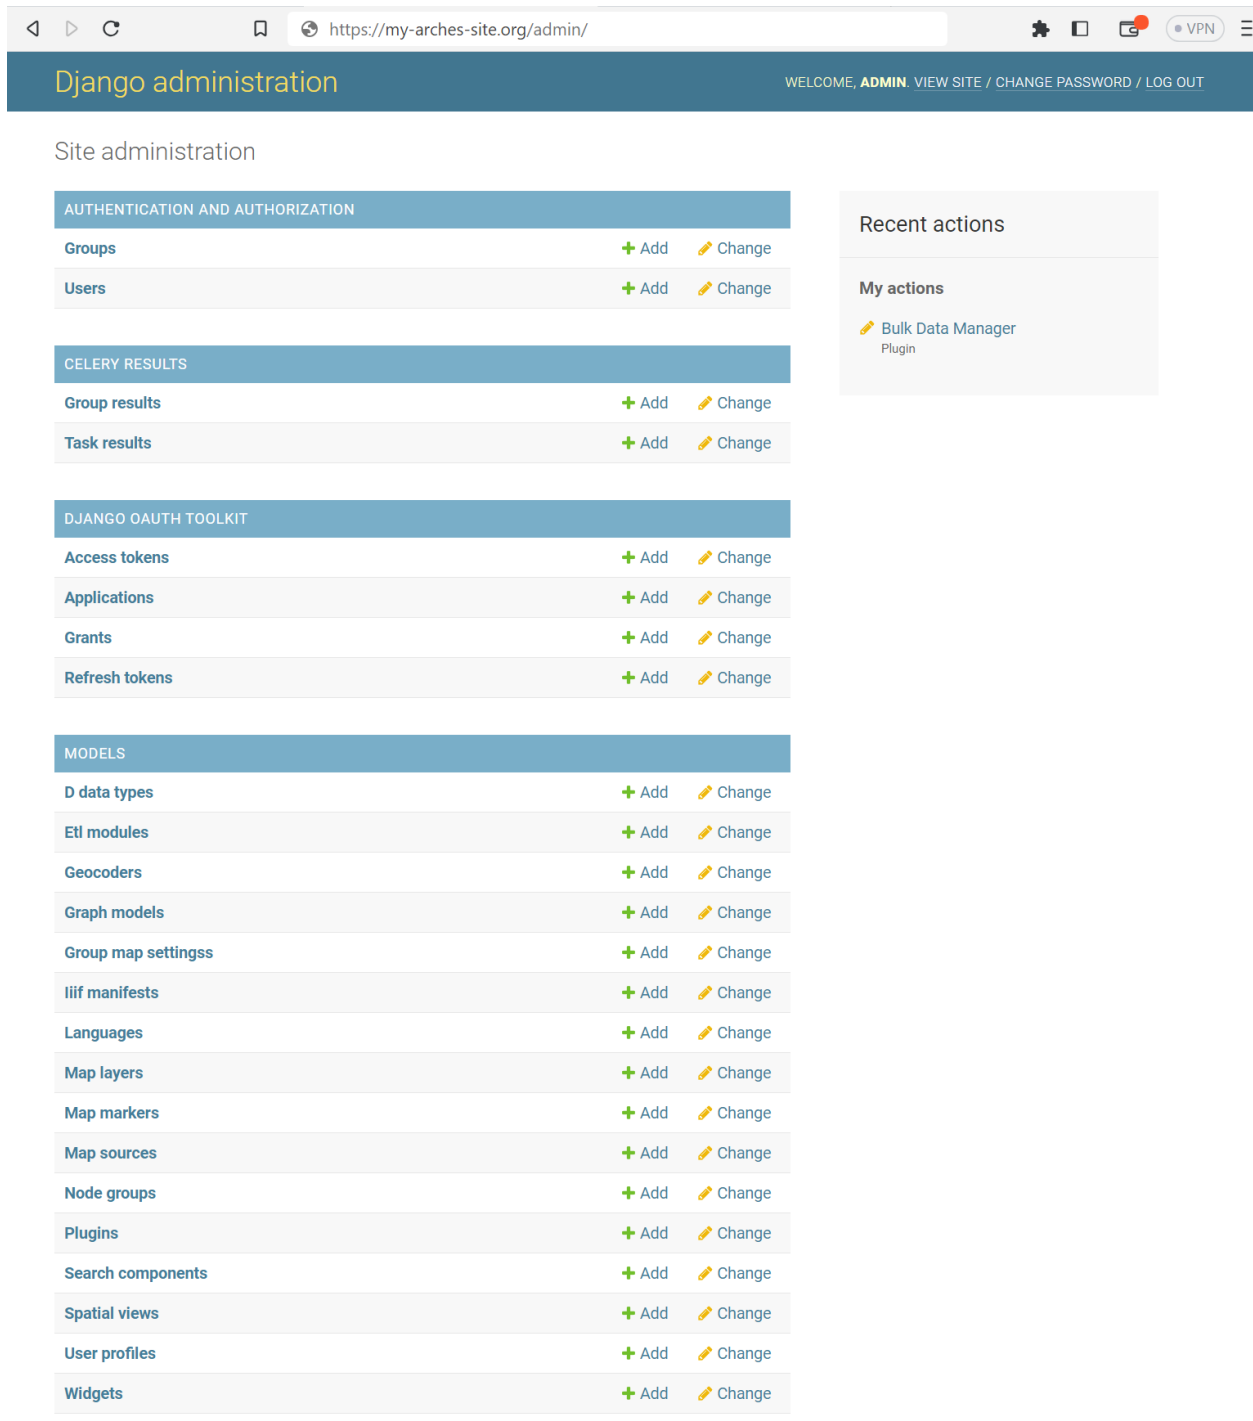 https://my-arches-site.org/admin/
VPN
Django administration
WELCOME, ADMIN. VIEW SITE / CHANGE PASSWORD / LOG OUT
Site administration
AUTHENTICATION AND AUTHORIZATION
Groups Add Change
Users Add Change
CELERY RESULTS
Group results Add Change
Task results Add Change
DJANGO OAUTH TOOLKIT
Access tokens Add Change
Applications Add Change
Grants Add Change
Refresh tokens Add Change
MODELS
D data types Add Change
Etl modules Add Change
Geocoders Add Change
Graph models Add Change
Group map settingss Add Change
Iiif manifests Add Change
Languages Add Change
Map layers Add Change
Map markers Add Change
Map sources Add Change
Node groups Add Change
Plugins Add Change
Search components Add Change
Spatial views Add Change
User profiles Add Change
Widgets Add Change
Recent actions
My actions
Bulk Data Manager
Plugin